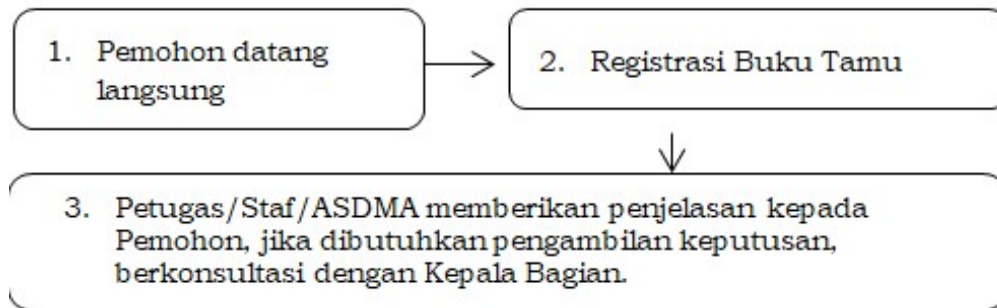 1. Pemohon datang
langsung
2. Registrasi Buku Tamu
3. Petugas/Staf/ASDMA memberikan penjelasan kepada
Pemohon, jika dibutuhkan pengambilan keputusan,
berkonsultasi dengan Kepala Bagian.